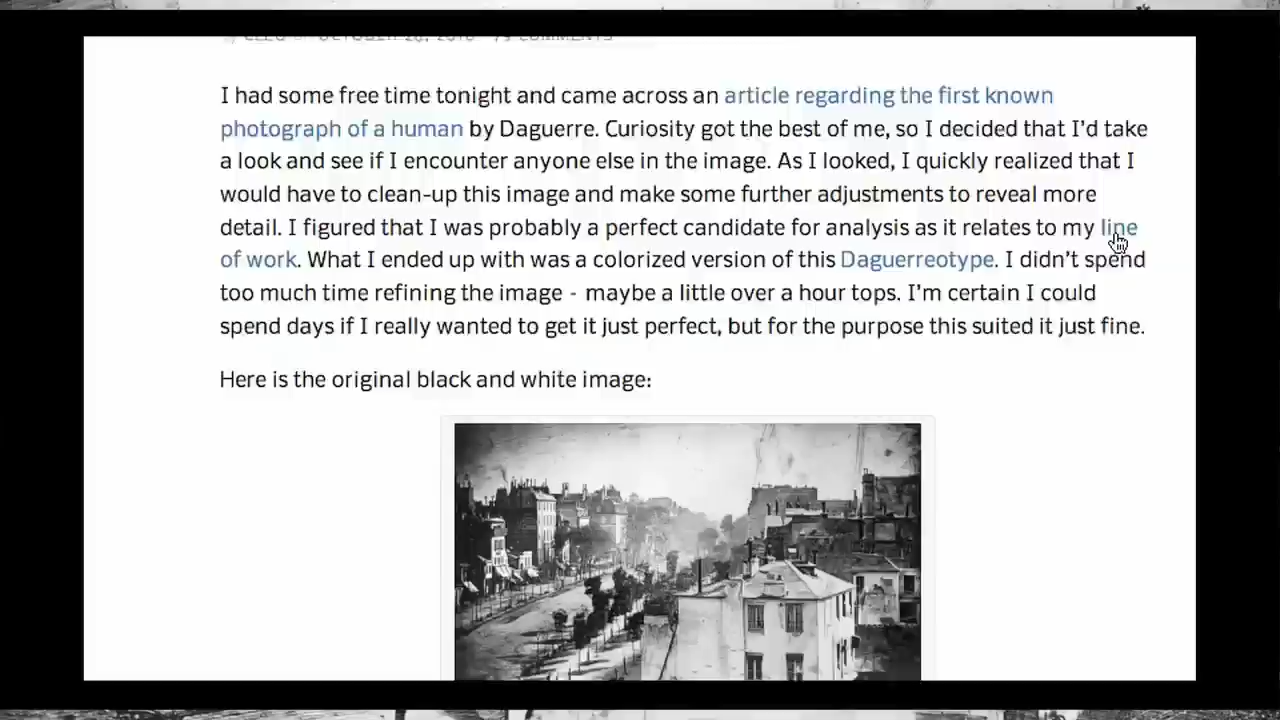 I had some free time tonight and came across an article regarding the first known
photograph of a human by Daguerre. Curiosity got the best of me, so I decided that I'd take
a look and see if I encounter anyone else in the image. As I looked, I quickly realized that I
would have to clean-up this image and make some further adjustments to reveal more
detail. I figured that I was probably a perfect candidate for analysis as it relates to my line
of work. What I ended up with was a colorized version of this Daguerreotype. I didn't spend
too much time refining the image - maybe a little over a hour tops. I'm certain I could
spend days if I really wanted to get it just perfect, but for the purpose this suited it just fine.
Here is the original black and white image: